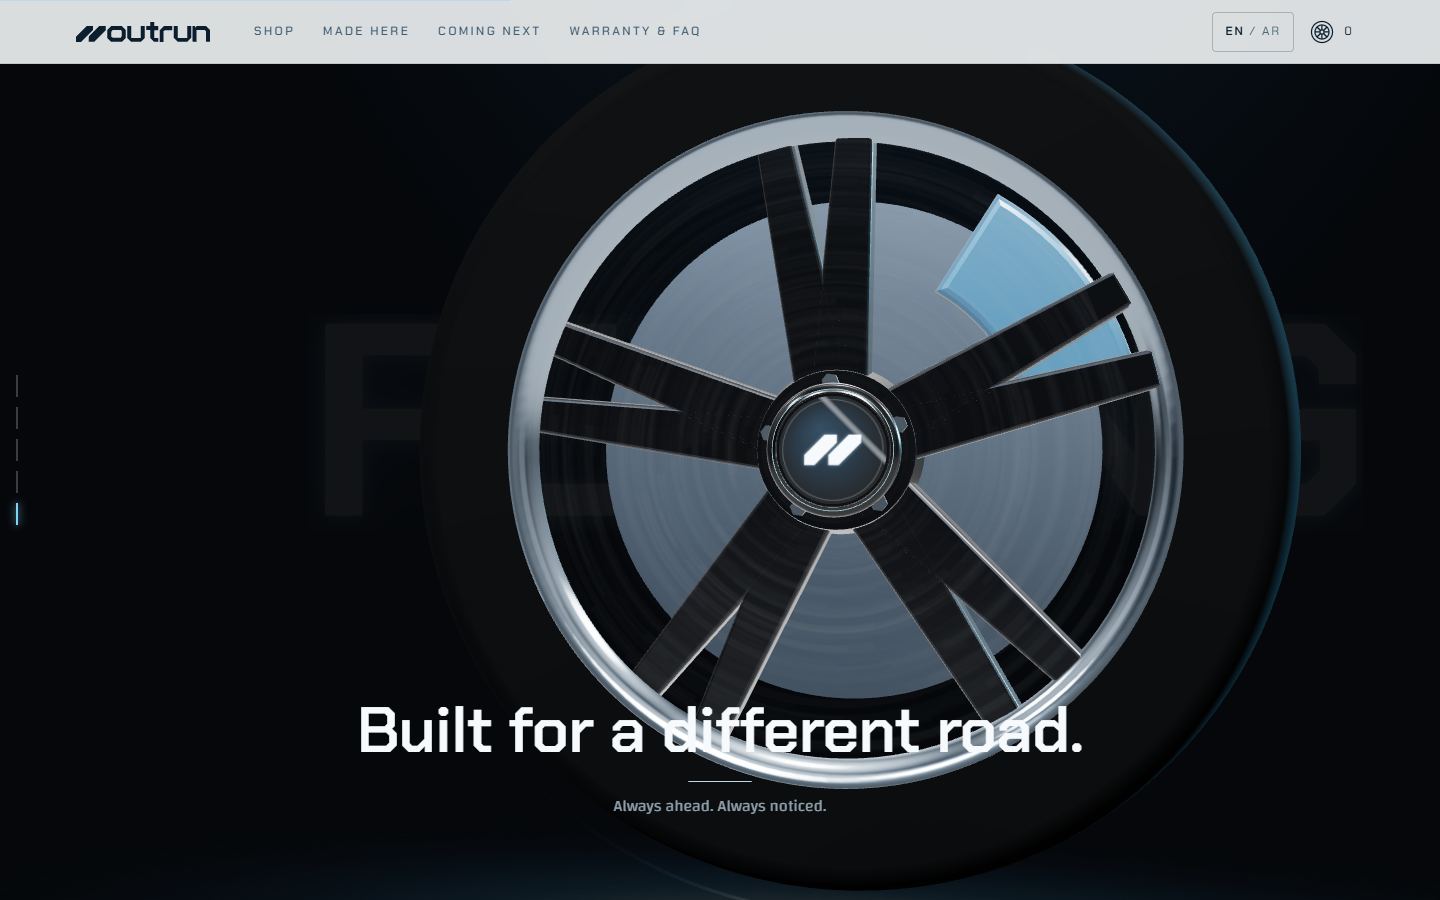 outrun
SHOP
MADE HERE
COMING NEXT
WARRANTY & FAQ
EN / AR
0
Built for a different road.
Always ahead. Always noticed.